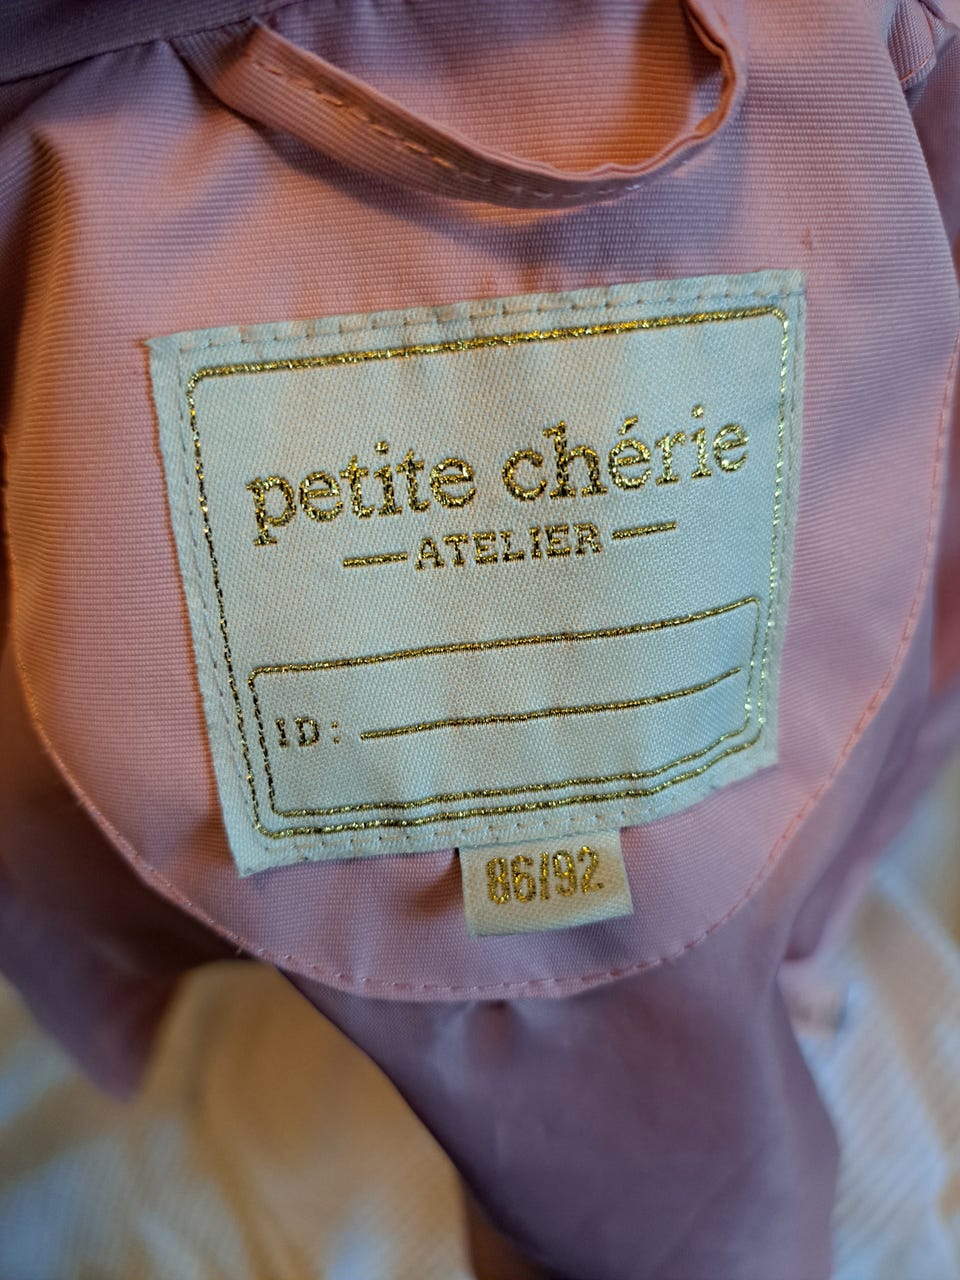 petite chérie
ATELIER
ID:
86/92